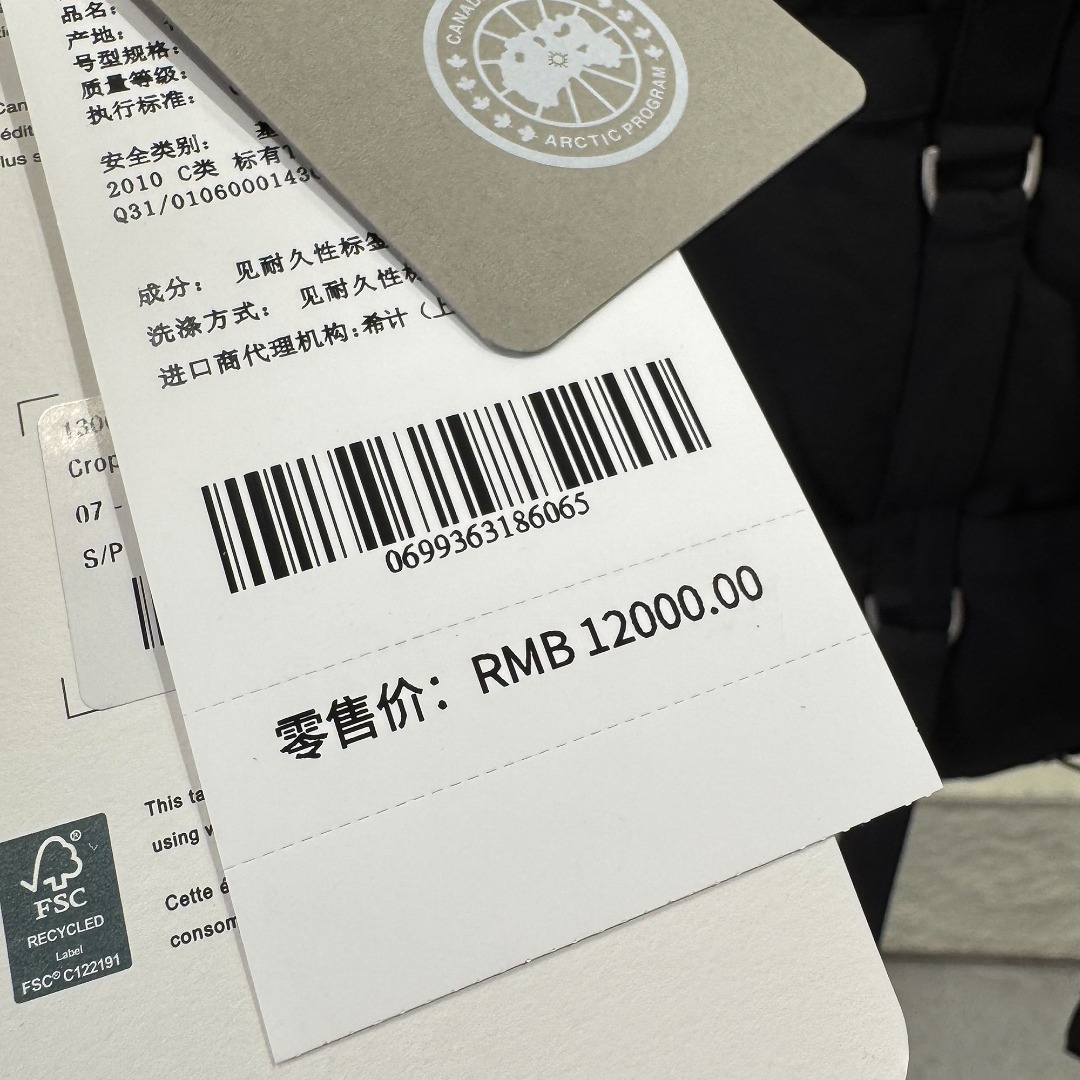 品名:
产地:
号型规格:
质量等级:
执行标准:
安全类别:
2010 C类 标有
Q31/0106000143
成分: 见耐久性标
洗涤方式: 见耐久性
进口商代理机构:希计(上
0699363186065
零售价: RMB 12000.00
ARCTIC PROGRAM
130
Crop
07 -
S/P
This ta
using
Cette
consom
FSC
RECYCLED
Label
FSC® C122191
Can
édit
lus s